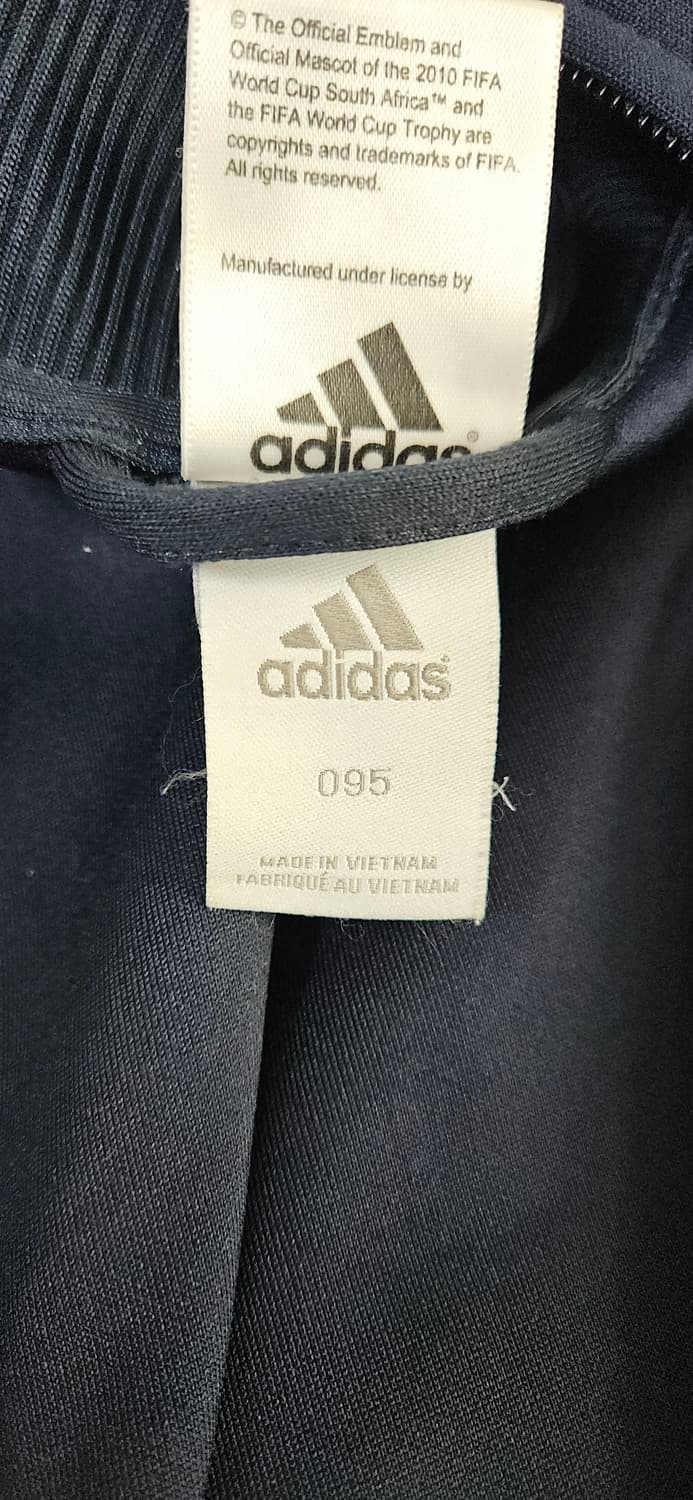 © The Official Emblem and
Official Mascot of the 2010 FIFA
World Cup South Africa™ and
the FIFA World Cup Trophy are
copyrights and trademarks of FIFA.
All rights reserved.
Manufactured under license by
adidas®
adidas
095
MADE IN VIETNAM
FABRIQUÉ AU VIETNAM